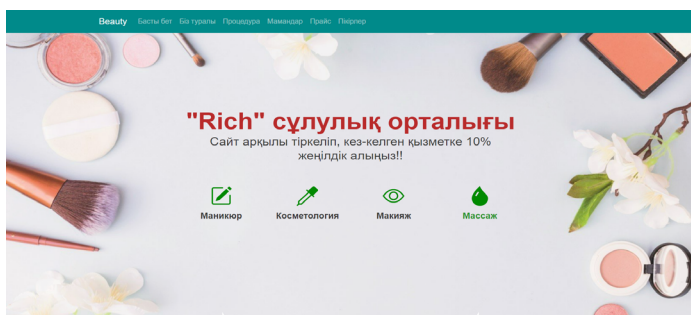 Beauty Басты бет Біз туралы Процедура Мамандар Прайс Пікірлер
"Rich" сұлулық орталығы
Сайт арқылы тіркеліп, кез-келген қызметке 10%
жеңілдік алыңыз!!
Маникюр Косметология Макияж Массаж